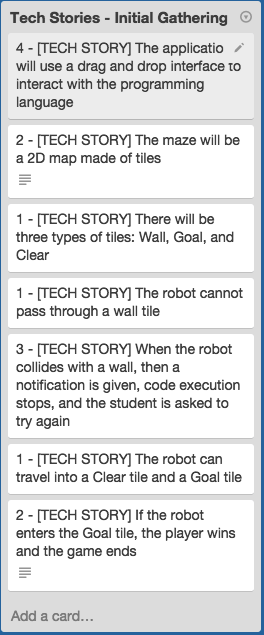 Tech Stories - Initial Gathering
4 - [TECH STORY] The applicatio
will use a drag and drop interface to
interact with the programming
language
2 - [TECH STORY] The maze will be
a 2D map made of tiles
1 - [TECH STORY] There will be
three types of tiles: Wall, Goal, and
Clear
1 - [TECH STORY] The robot cannot
pass through a wall tile
3 - [TECH STORY] When the robot
collides with a wall, then a
notification is given, code execution
stops, and the student is asked to
try again
1 - [TECH STORY] The robot can
travel into a Clear tile and a Goal tile
2 - [TECH STORY] If the robot
enters the Goal tile, the player wins
and the game ends
Add a card...